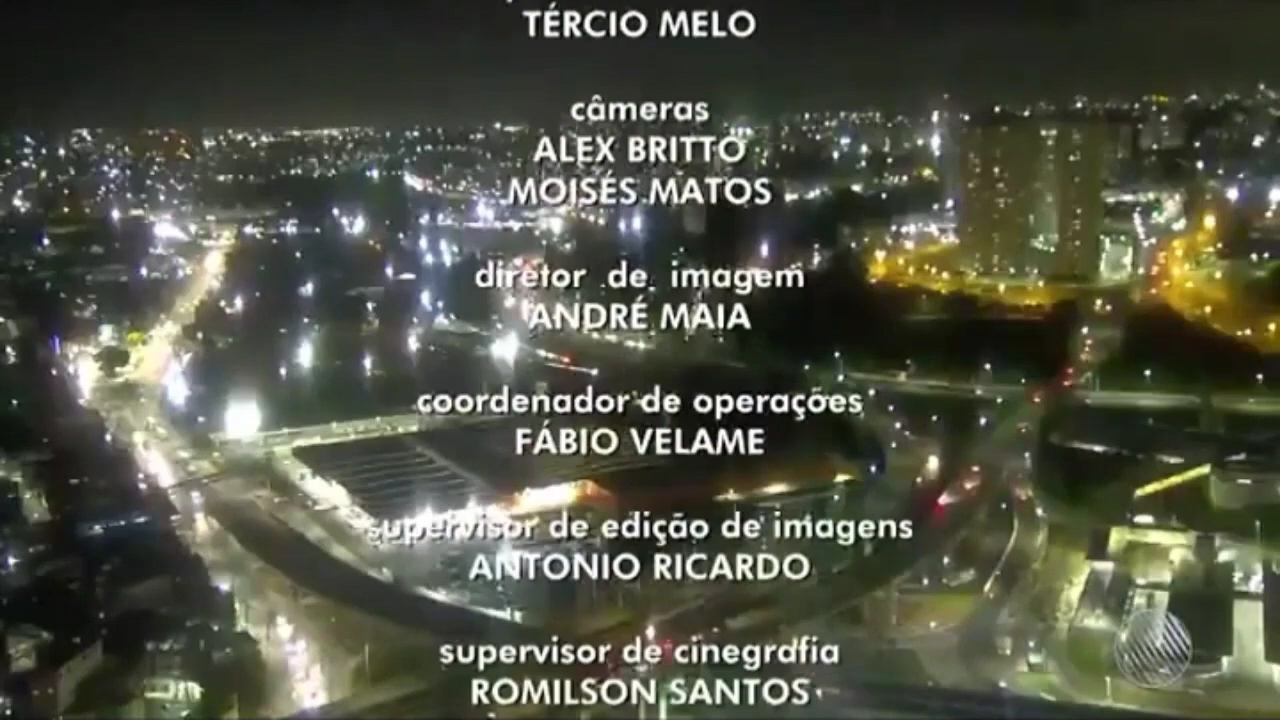 TÉRCIO MELO
câmeras
ALEX BRITTO
MOISÉS MATOS
diretor de imagem
ANDRÉ MAIA
coordenador de operações
FÁBIO VELAME
supervisor de edição de imagens
ANTONIO RICARDO
supervisor de cinegrafia
ROMILSON SANTOS